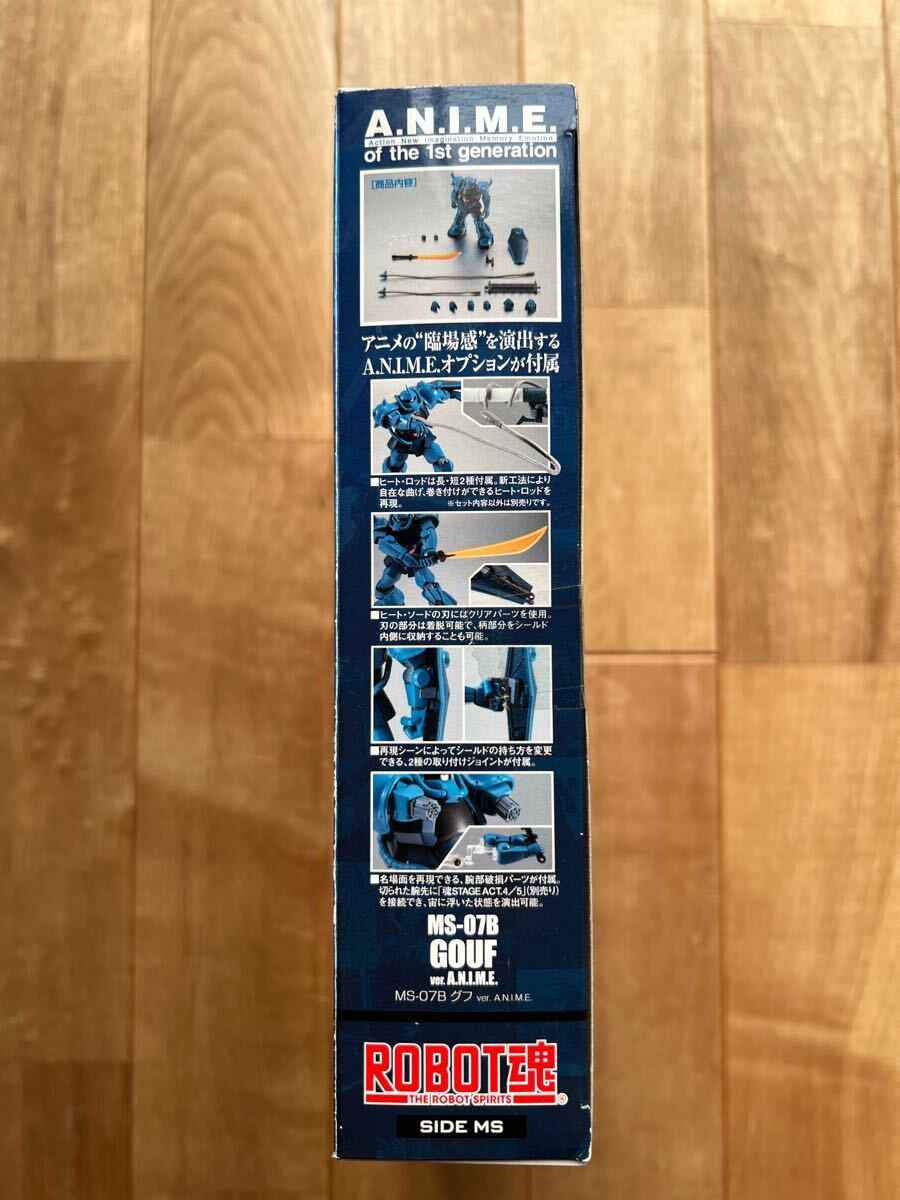 A.N.I.M.E.
Action New Imagination Memory Emotion
of the 1st generation
[商品内容]
アニメの“臨場感”を演出する
A.N.I.M.E.オプションが付属
■ヒート・ロッドは長・短2種付属。新工法により
自在な曲げ、巻き付けができるヒート・ロッドを
再現。 ※セット内容以外は別売りです。
■ヒート・ソードの刃にはクリアパーツを使用。
刃の部分は着脱可能で、柄部分をシールド
内側に収納することも可能。
■再現シーンによってシールドの持ち方を変更
できる、2種の取り付けジョイントが付属。
■名場面を再現できる、腕部破損パーツが付属。
切られた腕先に「魂STAGE ACT.4/5」(別売り)
を接続でき、宙に浮いた状態を演出可能。
MS-07B
GOUF
ver. A.N.I.M.E.
MS-07B グフ ver. A.N.I.M.E.
ROBOT魂
THE ROBOT SPIRITS ®
SIDE MS